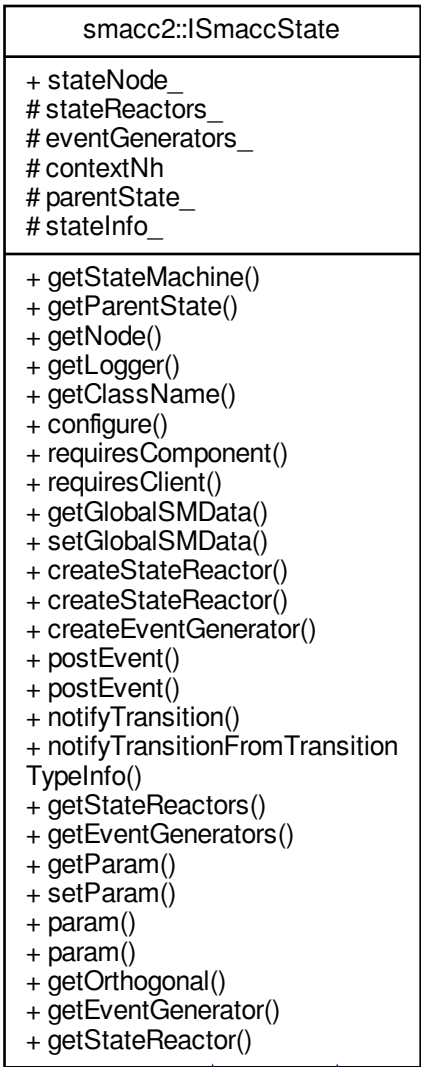 smacc2::ISmaccState
+ stateNode_
# stateReactors_
# eventGenerators_
# contextNh
# parentState_
# stateInfo_
+ getStateMachine()
+ getParentState()
+ getNode()
+ getLogger()
+ getClassName()
+ configure()
+ requiresComponent()
+ requiresClient()
+ getGlobalSMData()
+ setGlobalSMData()
+ createStateReactor()
+ createStateReactor()
+ createEventGenerator()
+ postEvent()
+ postEvent()
+ notifyTransition()
+ notifyTransitionFromTransition
TypeInfo()
+ getStateReactors()
+ getEventGenerators()
+ getParam()
+ setParam()
+ param()
+ param()
+ getOrthogonal()
+ getEventGenerator()
+ getStateReactor()